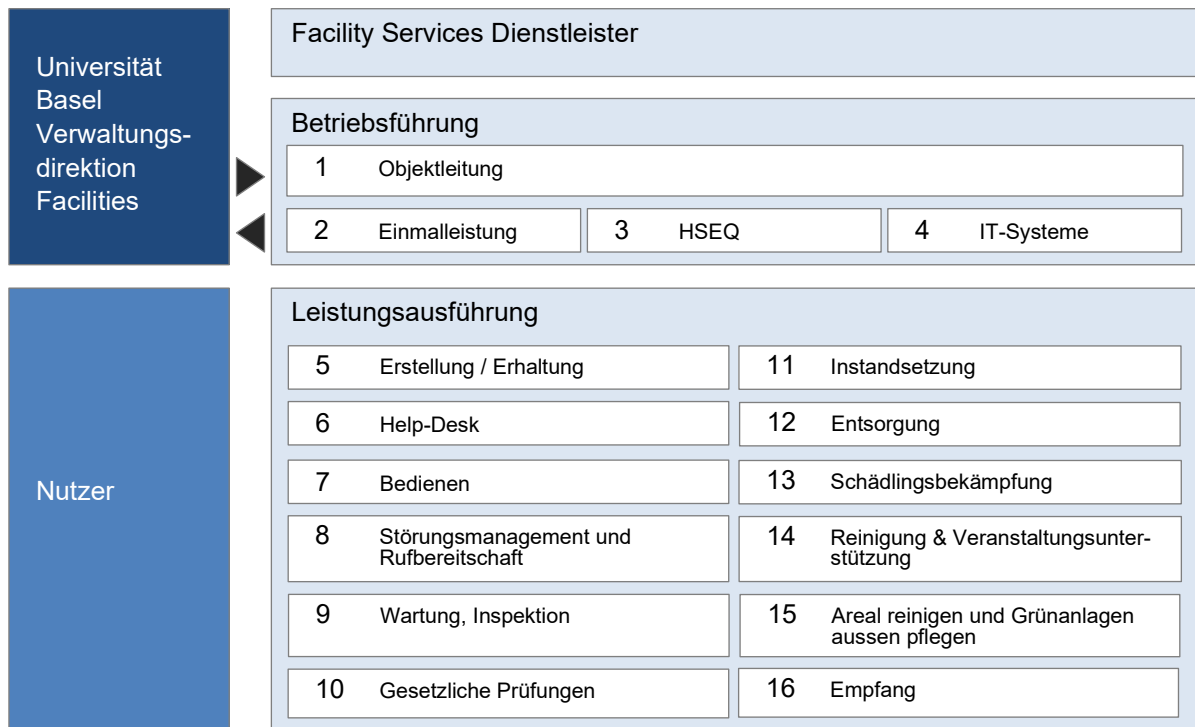 Universität
Basel
Verwaltungs-
direktion
Facilities
Facility Services Dienstleister
Betriebsführung
1 Objektleitung
2 Einmalleistung
3 HSEQ
4 IT-Systeme
Nutzer
Leistungsausführung
5 Erstellung / Erhaltung
6 Help-Desk
7 Bedienen
8 Störungsmanagement und
Rufbereitschaft
9 Wartung, Inspektion
10 Gesetzliche Prüfungen
11 Instandsetzung
12 Entsorgung
13 Schädlingsbekämpfung
14 Reinigung & Veranstaltungsunter-
stützung
15 Areal reinigen und Grünanlagen
aussen pflegen
16 Empfang